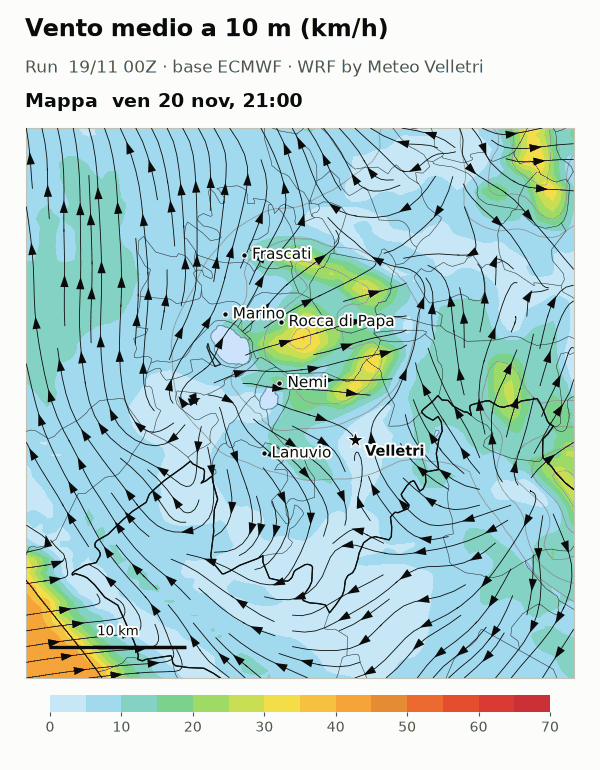 Vento medio a 10 m (km/h)
Run  19/11 00Z · base ECMWF · WRF by Meteo Velletri
Mappa  ven 20 nov, 21:00
Frascati
Marino
Rocca di Papa
Nemi
Lanuvio
Velletri
10 km
0 10 20 30 40 50 60 70